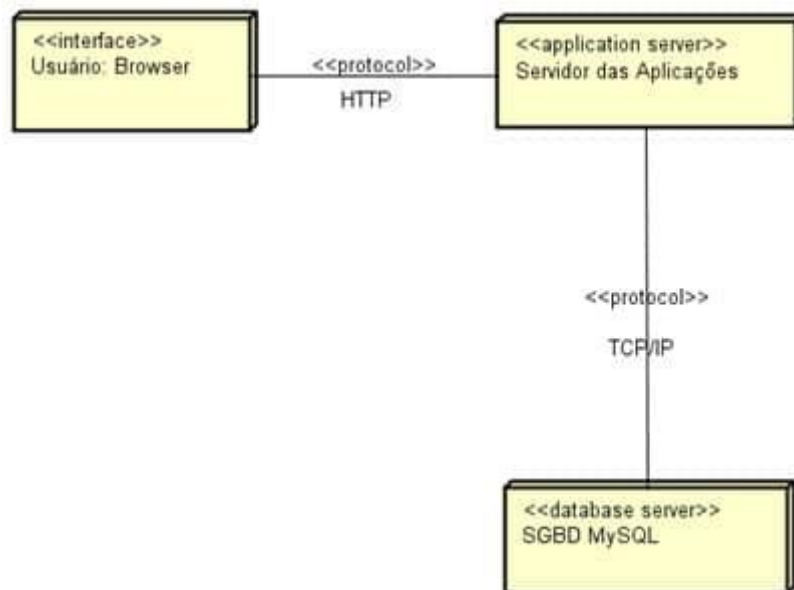 <<interface>>
Usuário: Browser
<<protocol>>
HTTP
<<application server>>
Servidor das Aplicações
<<protocol>>
TCP/IP
<<database server>>
SGBD MySQL